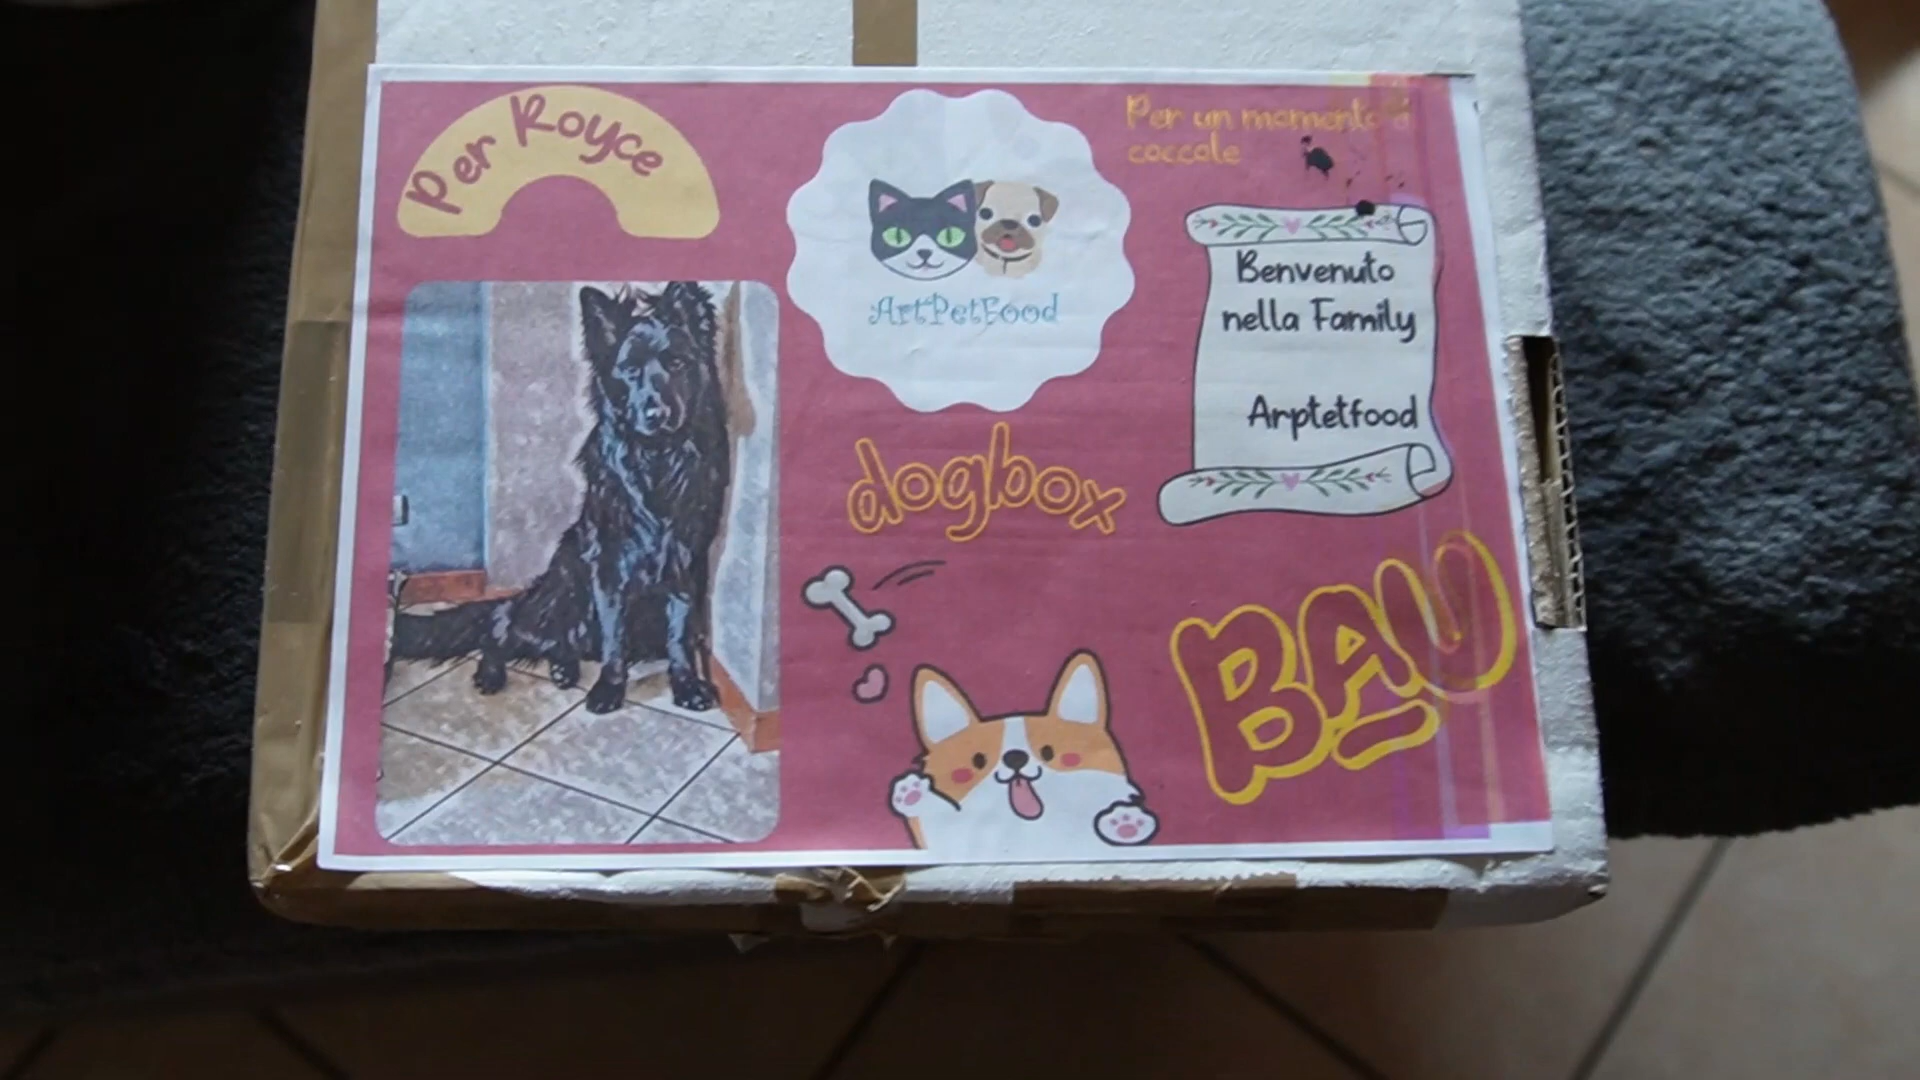 Per Royce
ArtPetFood
Per un momento di
coccole
Benvenuto
nella Family
Arptetfood
dogbox
BAU